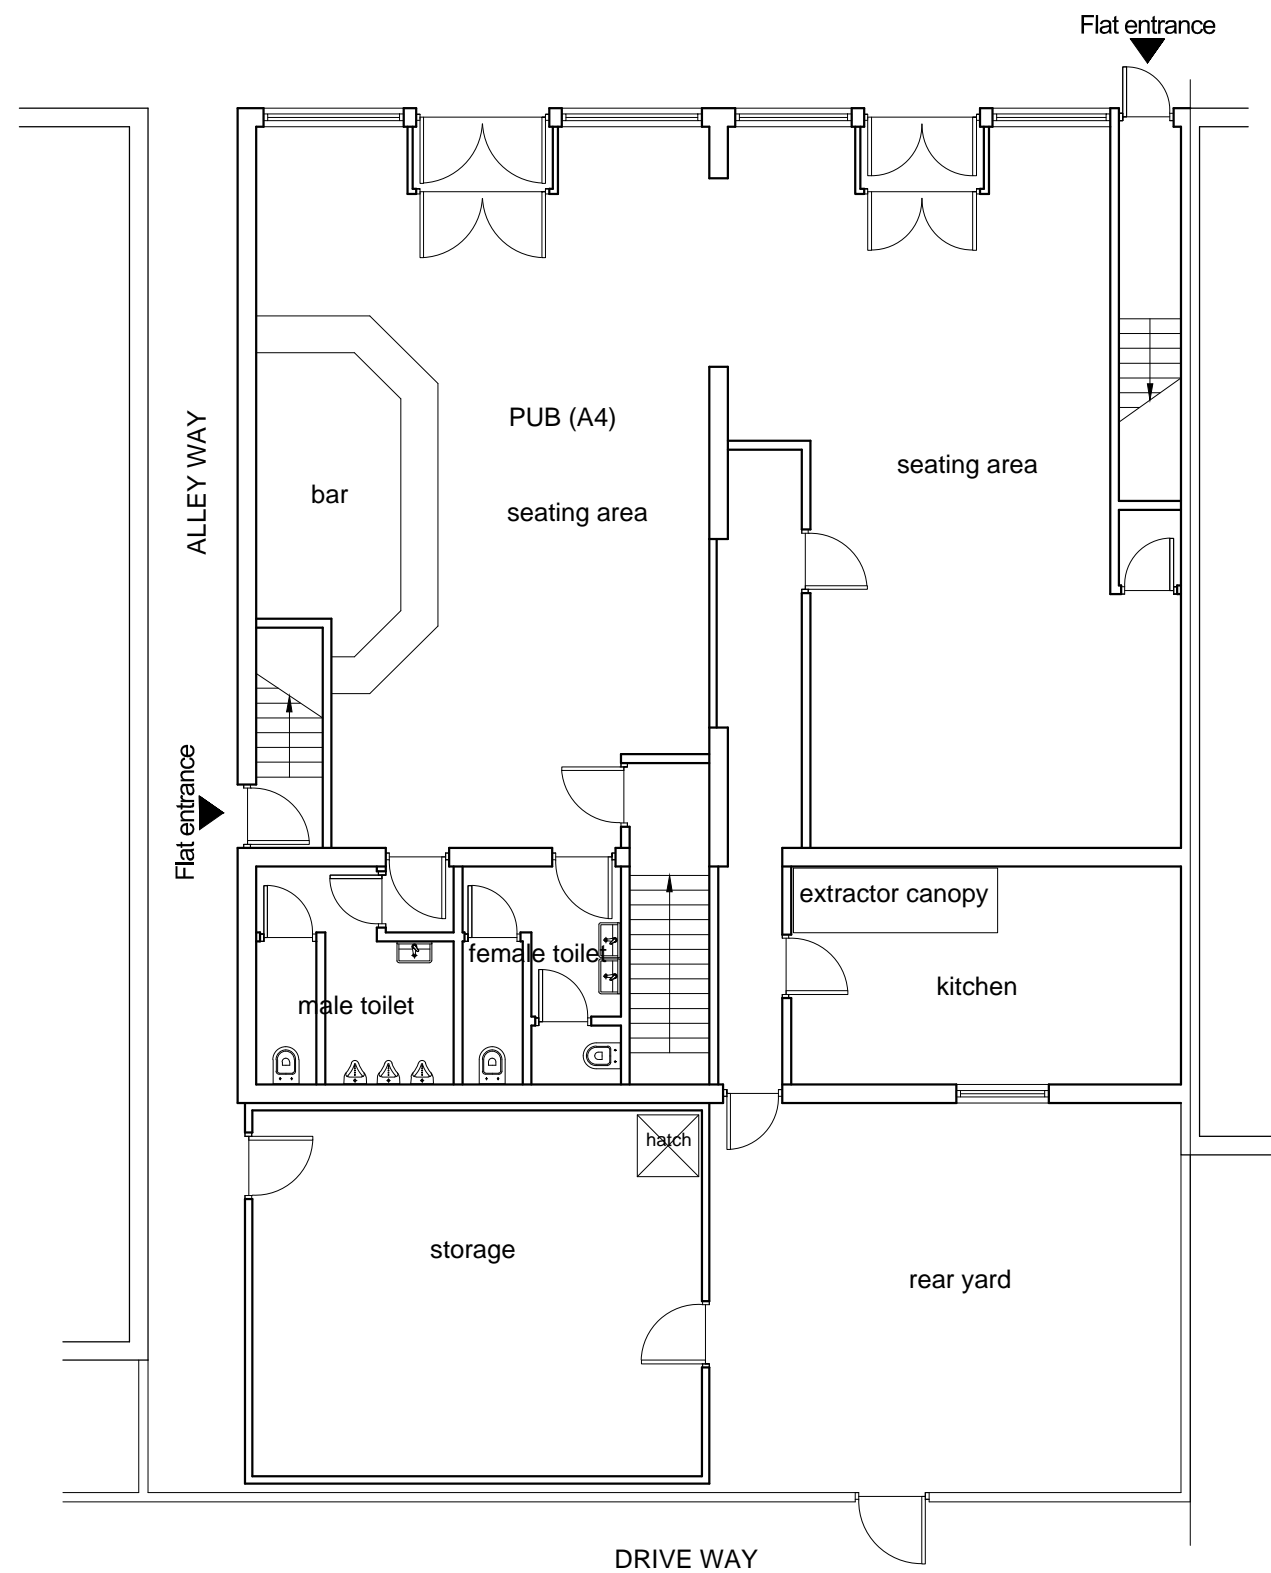 Flat entrance
PUB (A4)
seating area
ALLEY WAY
bar
seating area
Flat entrance
extractor canopy
female toilet
kitchen
male toilet
hatch
storage
rear yard
DRIVE WAY